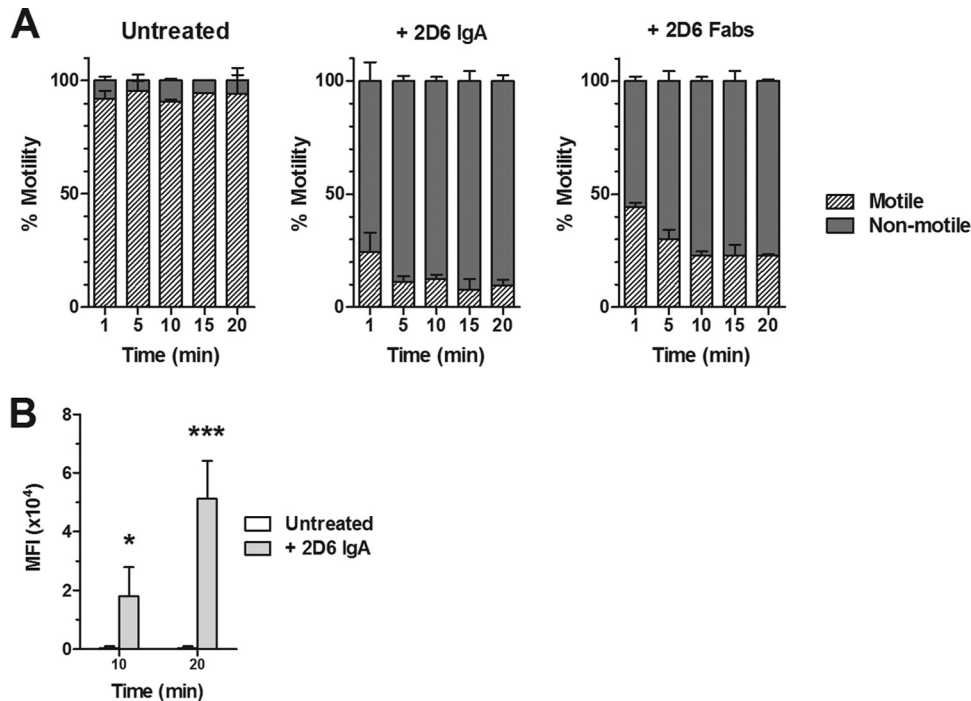 A
Untreated
+ 2D6 IgA
+ 2D6 Fabs
% Motility
100
50
0
1 5 10 15 20
Time (min)
% Motility
100
50
0
1 5 10 15 20
Time (min)
% Motility
100
50
0
1 5 10 15 20
Time (min)
Motile
Non-motile
B
MFI (x10⁴)
8
6
4
2
0
*
***
10 20
Time (min)
Untreated
+ 2D6 IgA